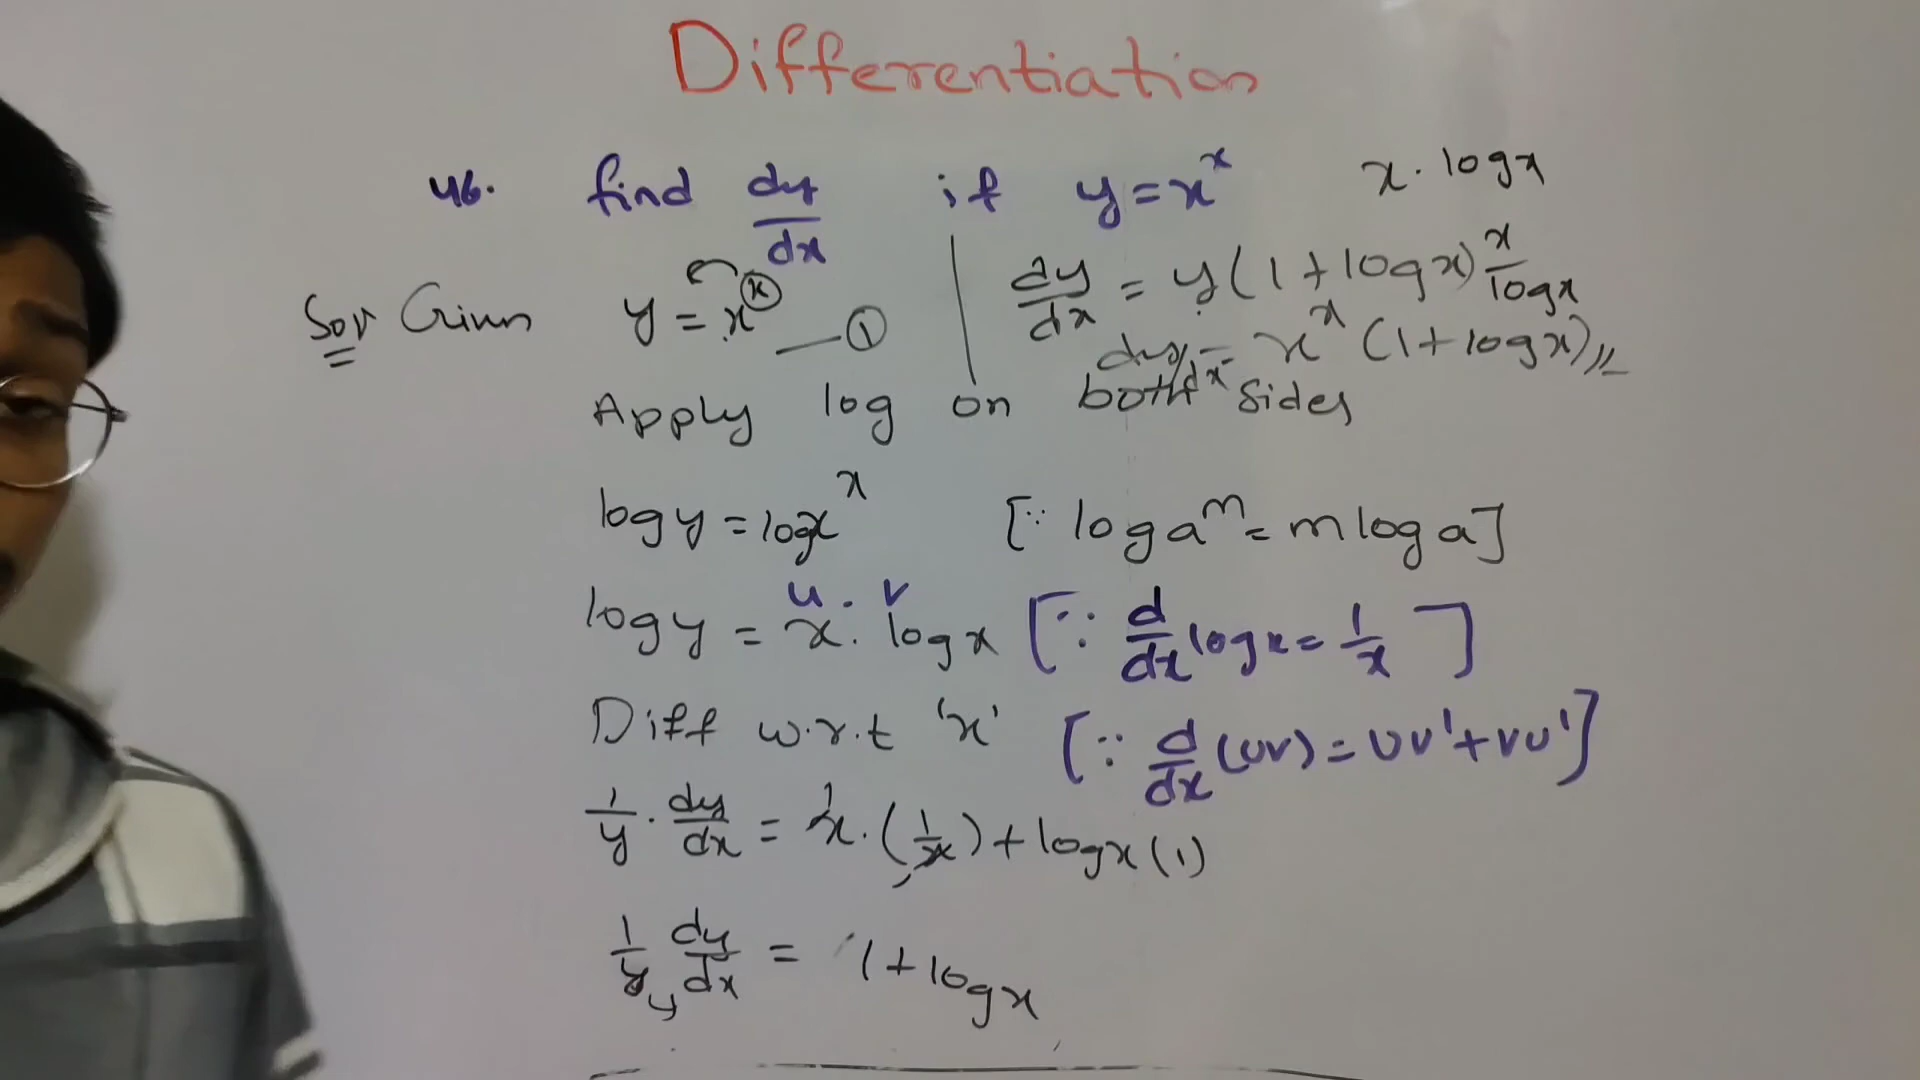 Differentiation
46. find dy/dx if y = x^x
x. logx
Sol Given y = x^x — ①
dy/dx = y(1 + logx) x/logx
dy/dx = x^x (1 + logx)//
Apply log on both sides
logy = logx^x [∵ log a^m = m log a]
u . v
logy = x. logx [∵ d/dx logx = 1/x ]
Diff w.r.t 'x' [∵ d/dx (UV) = UV' + VU']
1/y . dy/dx = x. (1/x) + logx (1)
1/y dy/dx = 1 + logx